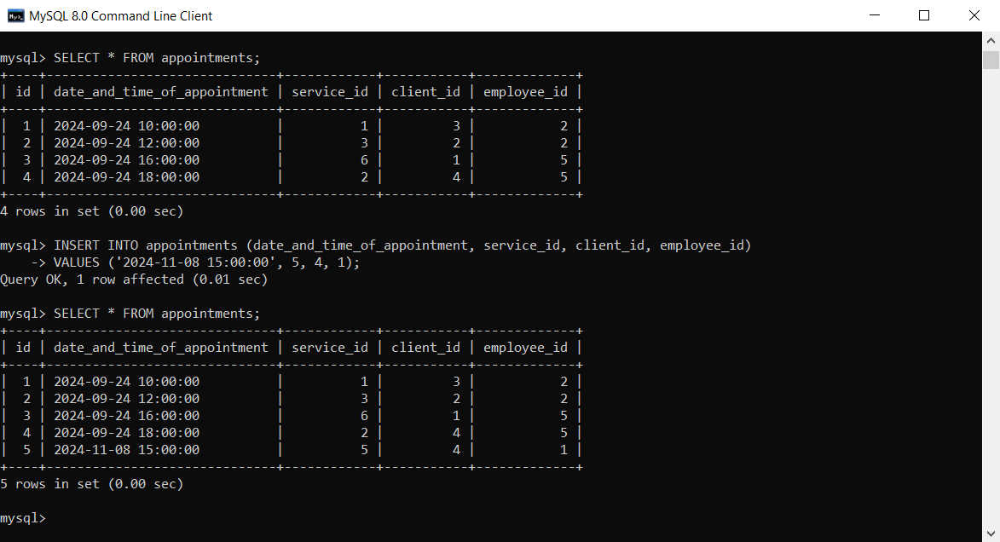 MySQL 8.0 Command Line Client
mysql> SELECT * FROM appointments;
+----+------------------------------+------------+-----------+-------------+
| id | date_and_time_of_appointment | service_id | client_id | employee_id |
+----+------------------------------+------------+-----------+-------------+
|  1 | 2024-09-24 10:00:00          |          1 |         3 |           2 |
|  2 | 2024-09-24 12:00:00          |          3 |         2 |           2 |
|  3 | 2024-09-24 16:00:00          |          6 |         1 |           5 |
|  4 | 2024-09-24 18:00:00          |          2 |         4 |           5 |
+----+------------------------------+------------+-----------+-------------+
4 rows in set (0.00 sec)
mysql> INSERT INTO appointments (date_and_time_of_appointment, service_id, client_id, employee_id)
    -> VALUES ('2024-11-08 15:00:00', 5, 4, 1);
Query OK, 1 row affected (0.01 sec)
mysql> SELECT * FROM appointments;
+----+------------------------------+------------+-----------+-------------+
| id | date_and_time_of_appointment | service_id | client_id | employee_id |
+----+------------------------------+------------+-----------+-------------+
|  1 | 2024-09-24 10:00:00          |          1 |         3 |           2 |
|  2 | 2024-09-24 12:00:00          |          3 |         2 |           2 |
|  3 | 2024-09-24 16:00:00          |          6 |         1 |           5 |
|  4 | 2024-09-24 18:00:00          |          2 |         4 |           5 |
|  5 | 2024-11-08 15:00:00          |          5 |         4 |           1 |
+----+------------------------------+------------+-----------+-------------+
5 rows in set (0.00 sec)
mysql>